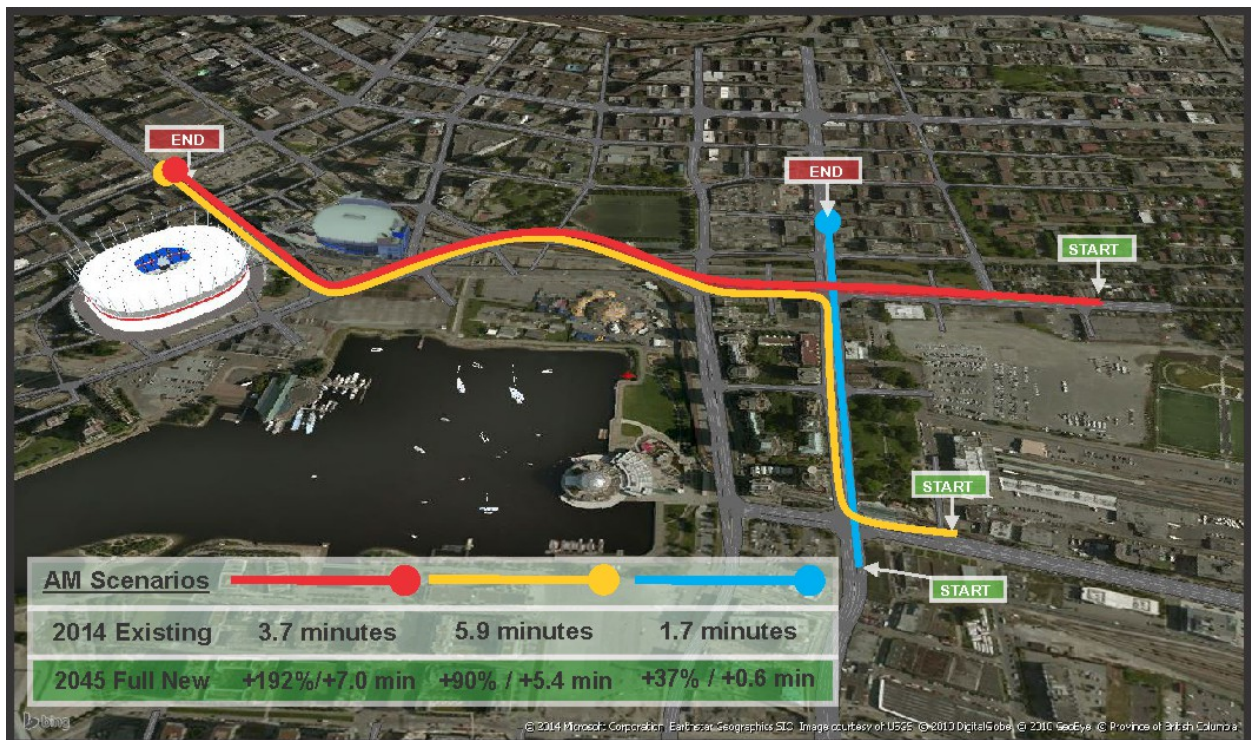 END
END
START
START
START
AM Scenarios
2014 Existing 3.7 minutes 5.9 minutes 1.7 minutes
2045 Full New +192%/+7.0 min +90% / +5.4 min +37% / +0.6 min
bing
© 2014 Microsoft Corporation Earthstar Geographics SIO Image courtesy of USGS © 2010 DigitalGlobe © 2010 GeoEye © Province of British Columbia